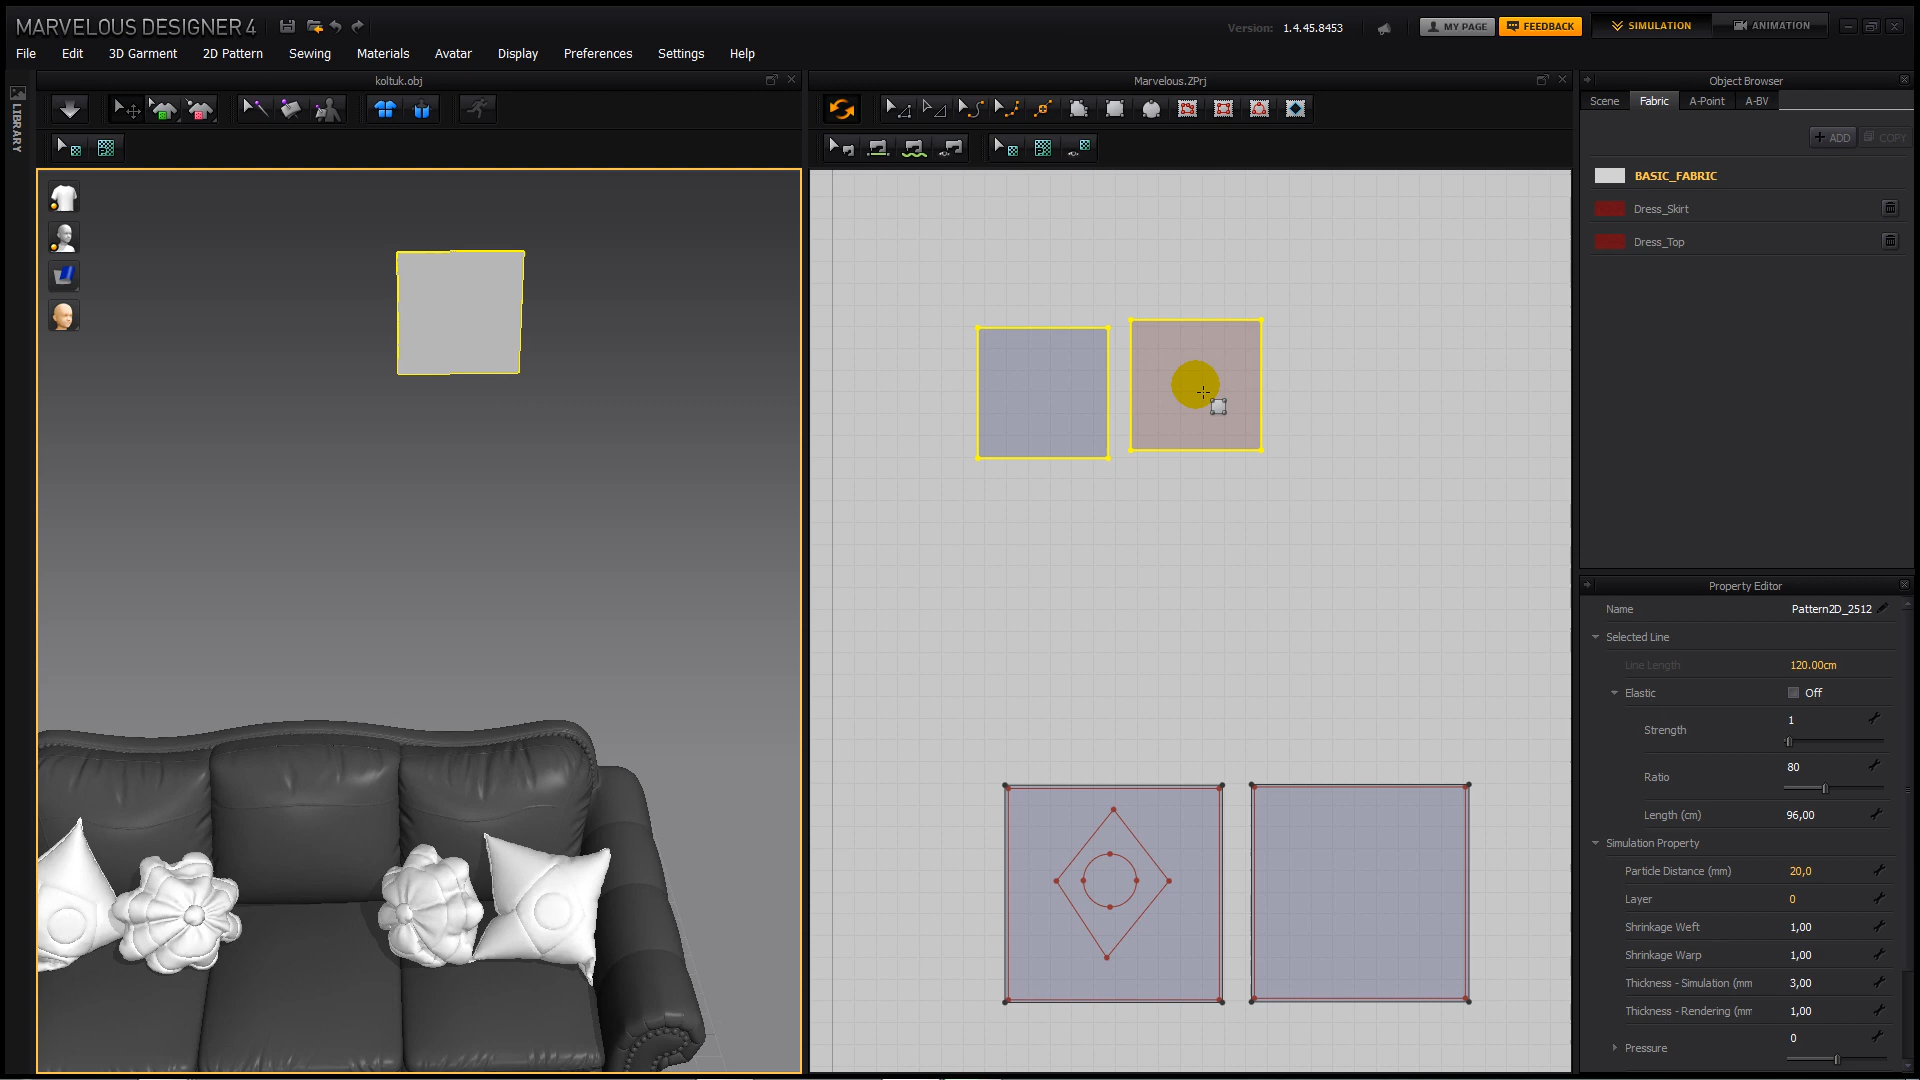 MARVELOUS DESIGNER 4
Version: 1.4.45.8453
MY PAGE
FEEDBACK
SIMULATION
ANIMATION
File Edit 3D Garment 2D Pattern Sewing Materials Avatar Display Preferences Settings Help
koltuk.obj
Marvelous.ZPrj
Object Browser
LIBRARY
Scene Fabric A-Point A-BV
+ ADD COPY
BASIC_FABRIC
Dress_Skirt
Dress_Top
Property Editor
Name Pattern2D_2512
Selected Line
Line Length 120.00cm
Elastic Off
Strength 1
Ratio 80
Length (cm) 96,00
Simulation Property
Particle Distance (mm) 20,0
Layer 0
Shrinkage Weft 1,00
Shrinkage Warp 1,00
Thickness - Simulation (mm 3,00
Thickness - Rendering (mm 1,00
Pressure 0